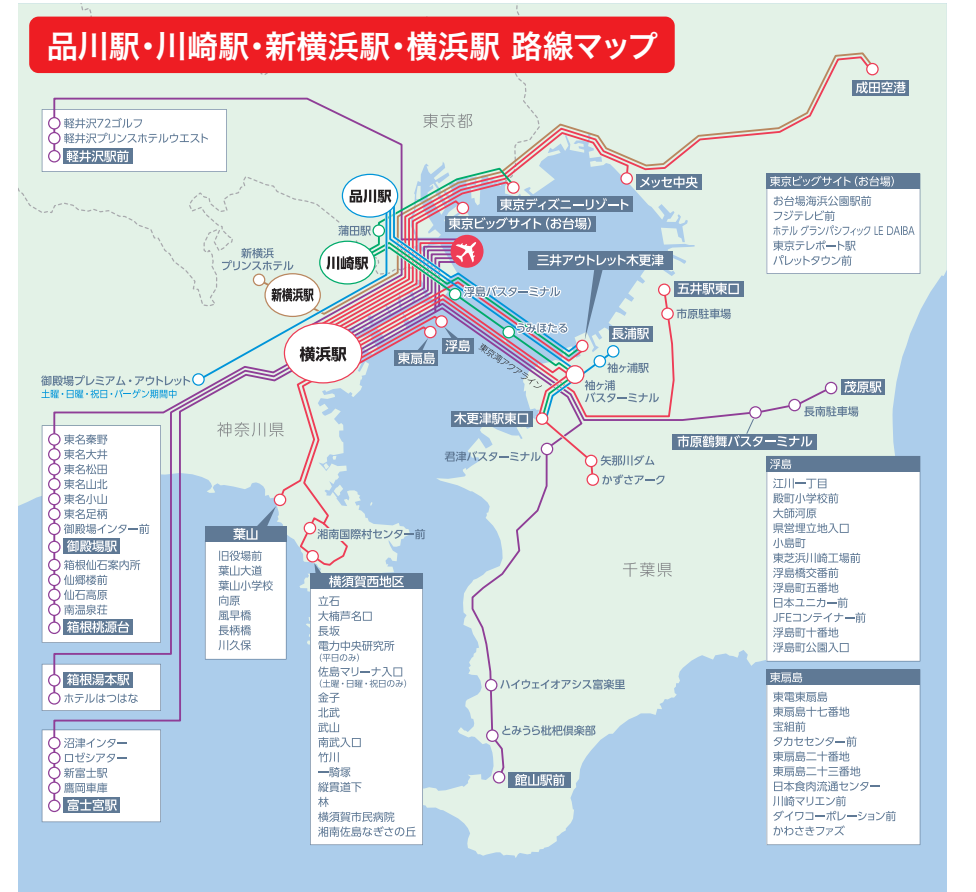 品川駅・川崎駅・新横浜駅・横浜駅 路線マップ
成田空港
軽井沢72ゴルフ
軽井沢プリンスホテルウエスト
軽井沢駅前
東京都
メッセ中央
東京ディズニーリゾート
東京ビッグサイト（お台場）
品川駅
蒲田駅
川崎駅
新横浜
プリンスホテル
新横浜駅
横浜駅
東京ビッグサイト（お台場）
お台場海浜公園駅前
フジテレビ前
ホテル グランパシフィック LE DAIBA
東京テレポート駅
パレットタウン前
三井アウトレット木更津
浮島バスターミナル
うみほたる
五井駅東口
市原駐車場
長浦駅
袖ヶ浦駅
袖ヶ浦
バスターミナル
浮島
東扇島
東京湾アクアライン
御殿場プレミアム・アウトレット
土曜・日曜・祝日・バーゲン期間中
茂原駅
長南駐車場
市原鶴舞バスターミナル
木更津駅東口
君津バスターミナル
矢那川ダム
かずさアーク
神奈川県
東名秦野
東名大井
東名松田
東名山北
東名小山
東名足柄
御殿場インター前
御殿場駅
箱根仙石案内所
仙郷楼前
仙石高原
南温泉荘
箱根桃源台
箱根湯本駅
ホテルはつはな
沼津インター
ロゼシアター
新富士駅
鷹岡車庫
富士宮駅
葉山
旧役場前
葉山大道
葉山小学校
向原
風早橋
長柄橋
川久保
湘南国際村センター前
横須賀西地区
立石
大楠芦名口
長坂
電力中央研究所
（平日のみ）
佐島マリーナ入口
（土曜・日曜・祝日のみ）
金子
北武
武山
南武入口
竹川
一騎塚
縦貫道下
林
横須賀市民病院
湘南佐島なぎさの丘
千葉県
ハイウェイオアシス富楽里
とみうら枇杷倶楽部
館山駅前
浮島
江川一丁目
殿町小学校前
大師河原
県営埋立地入口
小島町
東芝浜川崎工場前
浮島橋交番前
浮島町五番地
日本ユニカー前
JFEコンテイナー前
浮島町十番地
浮島町公園入口
東扇島
東電東扇島
東扇島十七番地
宝組前
タカセセンター前
東扇島二十番地
東扇島二十三番地
日本食肉流通センター
川崎マリエン前
ダイワコーポレーション前
かわさきファズ